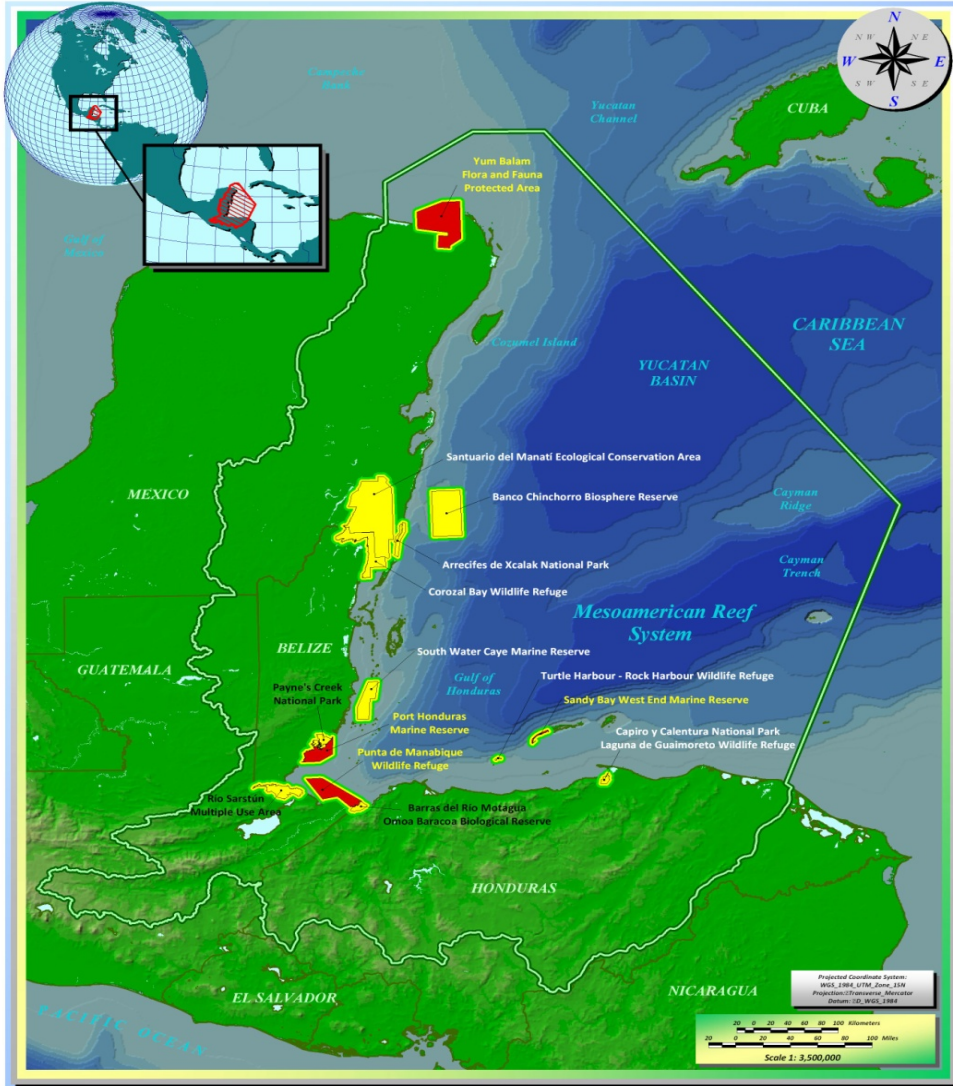 N
NW NE
W E
SW SE
S
Campeche
Bank
Yucatan
Channel
CUBA
Yum Balam
Flora and Fauna
Protected Area
Gulf of
Mexico
CARIBBEAN
SEA
Cozumel Island
YUCATAN
BASIN
Santuario del Manatí Ecological Conservation Area
MEXICO
Banco Chinchorro Biosphere Reserve
Cayman
Ridge
Arrecifes de Xcalak National Park
Cayman
Trench
Corozal Bay Wildlife Refuge
Mesoamerican Reef
System
BELIZE
South Water Caye Marine Reserve
GUATEMALA
Gulf of
Honduras
Turtle Harbour - Rock Harbour Wildlife Refuge
Payne's Creek
National Park
Sandy Bay West End Marine Reserve
Port Honduras
Marine Reserve
Capiro y Calentura National Park
Laguna de Guaimoreto Wildlife Refuge
Punta de Manabique
Wildlife Refuge
Río Sarstún
Multiple Use Area
Barras del Río Motagua
Omoa Baracoa Biological Reserve
HONDURAS
EL SALVADOR
NICARAGUA
PACIFIC OCEAN
Projected Coordinate System:
WGS_1984_UTM_Zone_15N
Projection: Transverse_Mercator
Datum: D_WGS_1984
20 0 20 40 60 80 100 Kilometers
20 0 20 40 60 100 Miles
Scale 1: 3,500,000